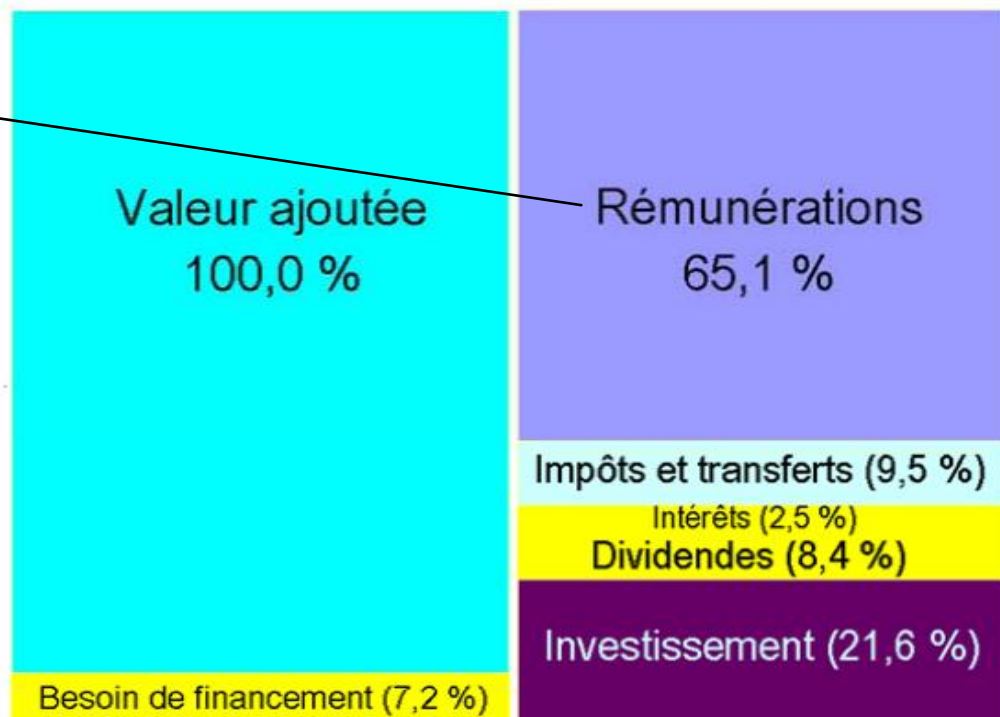 Valeur ajoutée
100,0 %
Besoin de financement (7,2 %)
Rémunérations
65,1 %
Impôts et transferts (9,5 %)
Intérêts (2,5 %)
Dividendes (8,4 %)
Investissement (21,6 %)